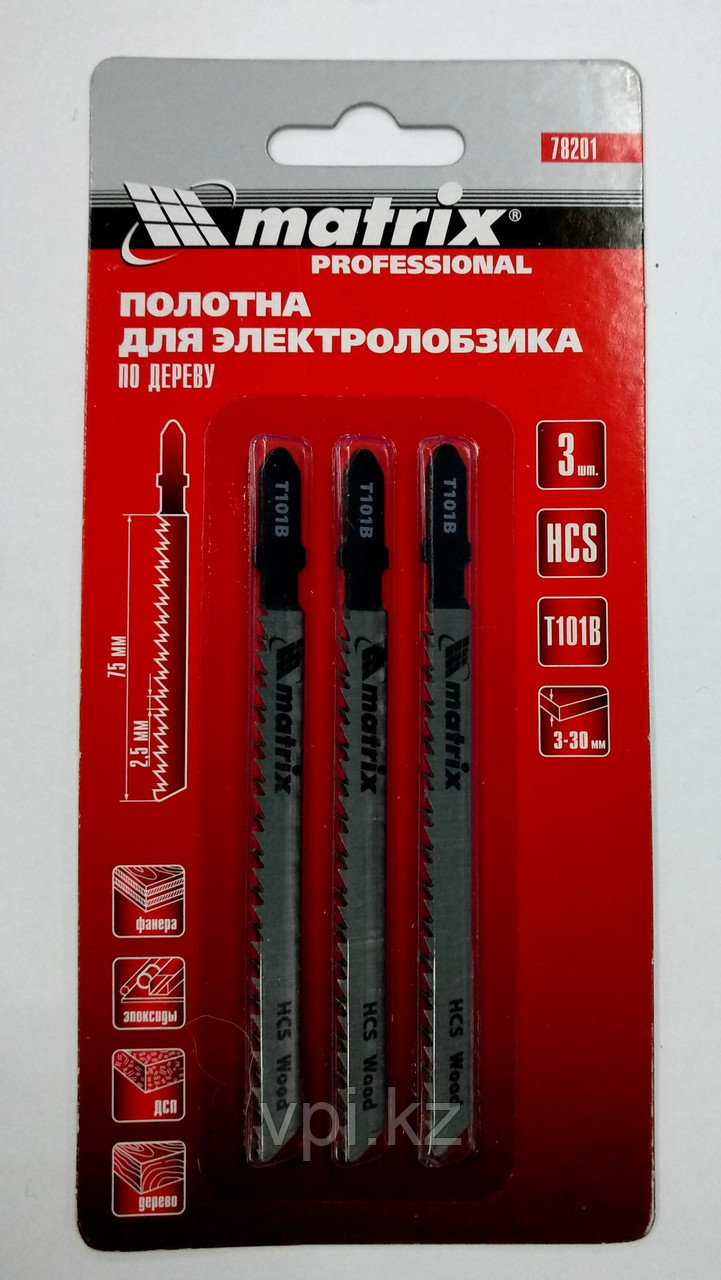 78201
matrix®
PROFESSIONAL
ПОЛОТНА
ДЛЯ ЭЛЕКТРОЛОБЗИКА
ПО ДЕРЕВУ
75 мм
2,5 мм
3 шт.
HCS
T101B
3-30 мм
фанера
эпоксиды
ДСП
дерево
T101B
matrix
HCS Wood
T101B
matrix
HCS Wood
T101B
matrix
HCS Wood
vpi.kz